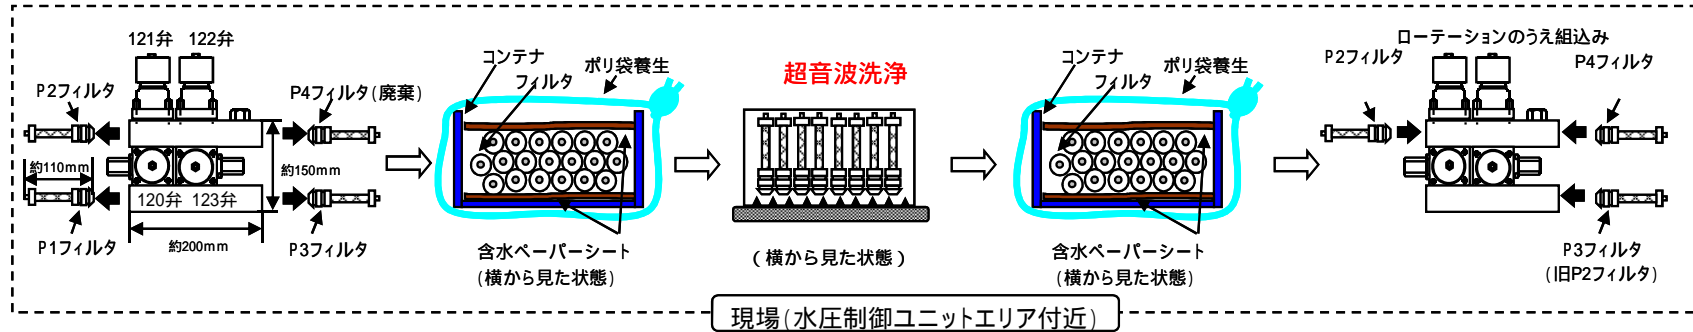 121弁 122弁
P2フィルタ
P4フィルタ(廃棄)
約110mm
約150mm
120弁 123弁
P1フィルタ
約200mm
P3フィルタ
コンテナ
フィルタ
ポリ袋養生
含水ペーパーシート
(横から見た状態)
超音波洗浄
(横から見た状態)
コンテナ
フィルタ
ポリ袋養生
含水ペーパーシート
(横から見た状態)
ローテーションのうえ組込み
P2フィルタ
P4フィルタ
P3フィルタ
(旧P2フィルタ)
現場(水圧制御ユニットエリア付近)